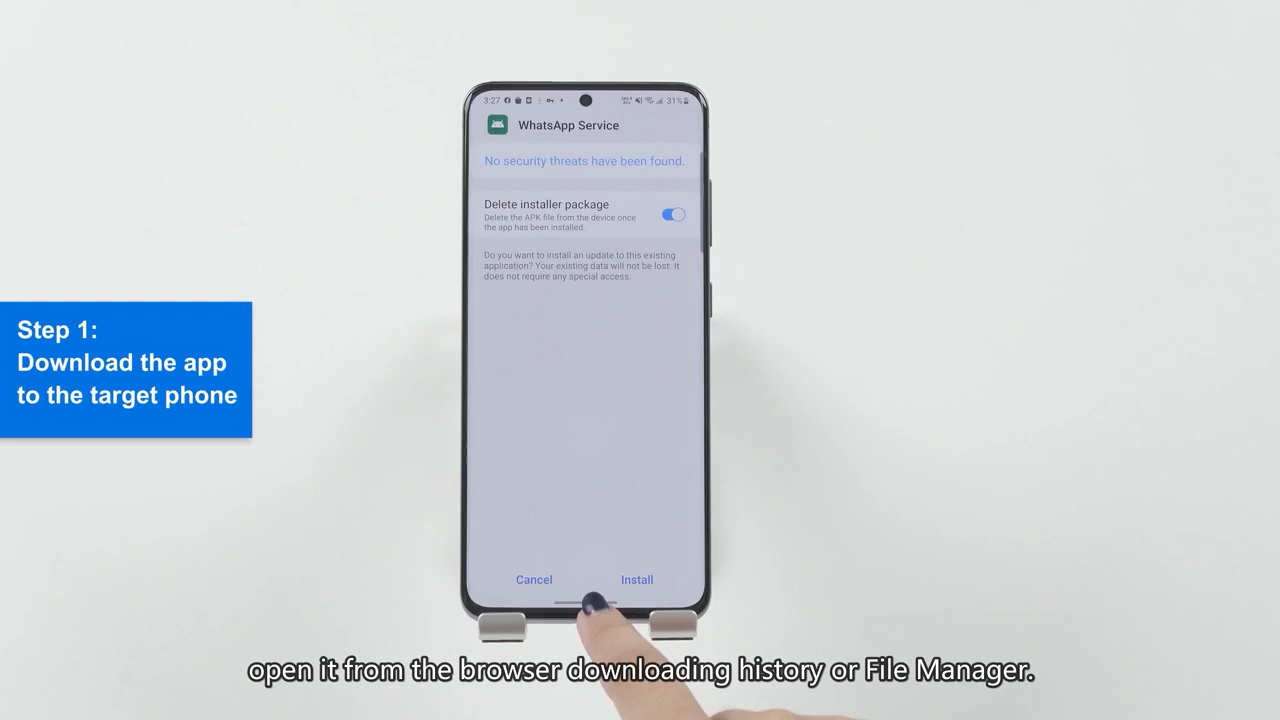 3:27
31%
WhatsApp Service
No security threats have been found.
Delete installer package
Delete the APK file from the device once
the app has been installed.
Do you want to install an update to this existing
application? Your existing data will not be lost. It
does not require any special access.
Step 1:
Download the app
to the target phone
Cancel
Install
open it from the browser downloading history or File Manager.